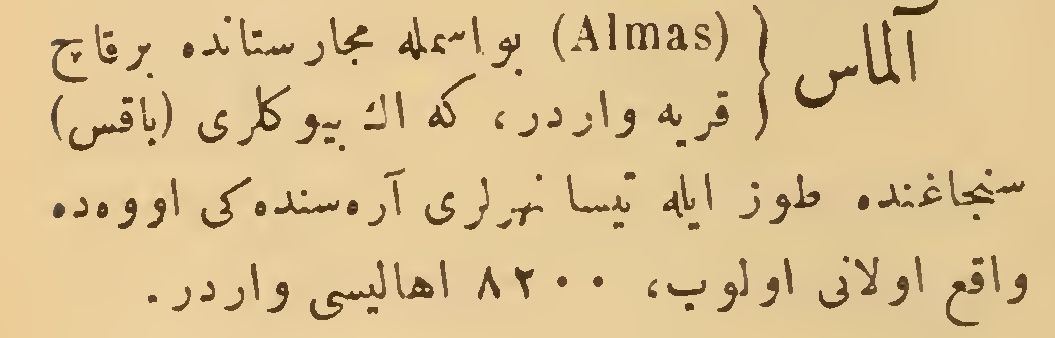 آلماس } (Almas) بو اسمله مجارستانده برقاچ
قریه واردر، که اڭ بیوکلری (باقس)
سنجاغنده طوز ایله تیسا نهرلری آره‌سنده‌کی اووه‌ده
واقع اولانی اولوب، ٨٢٠٠ اهالیسی واردر.